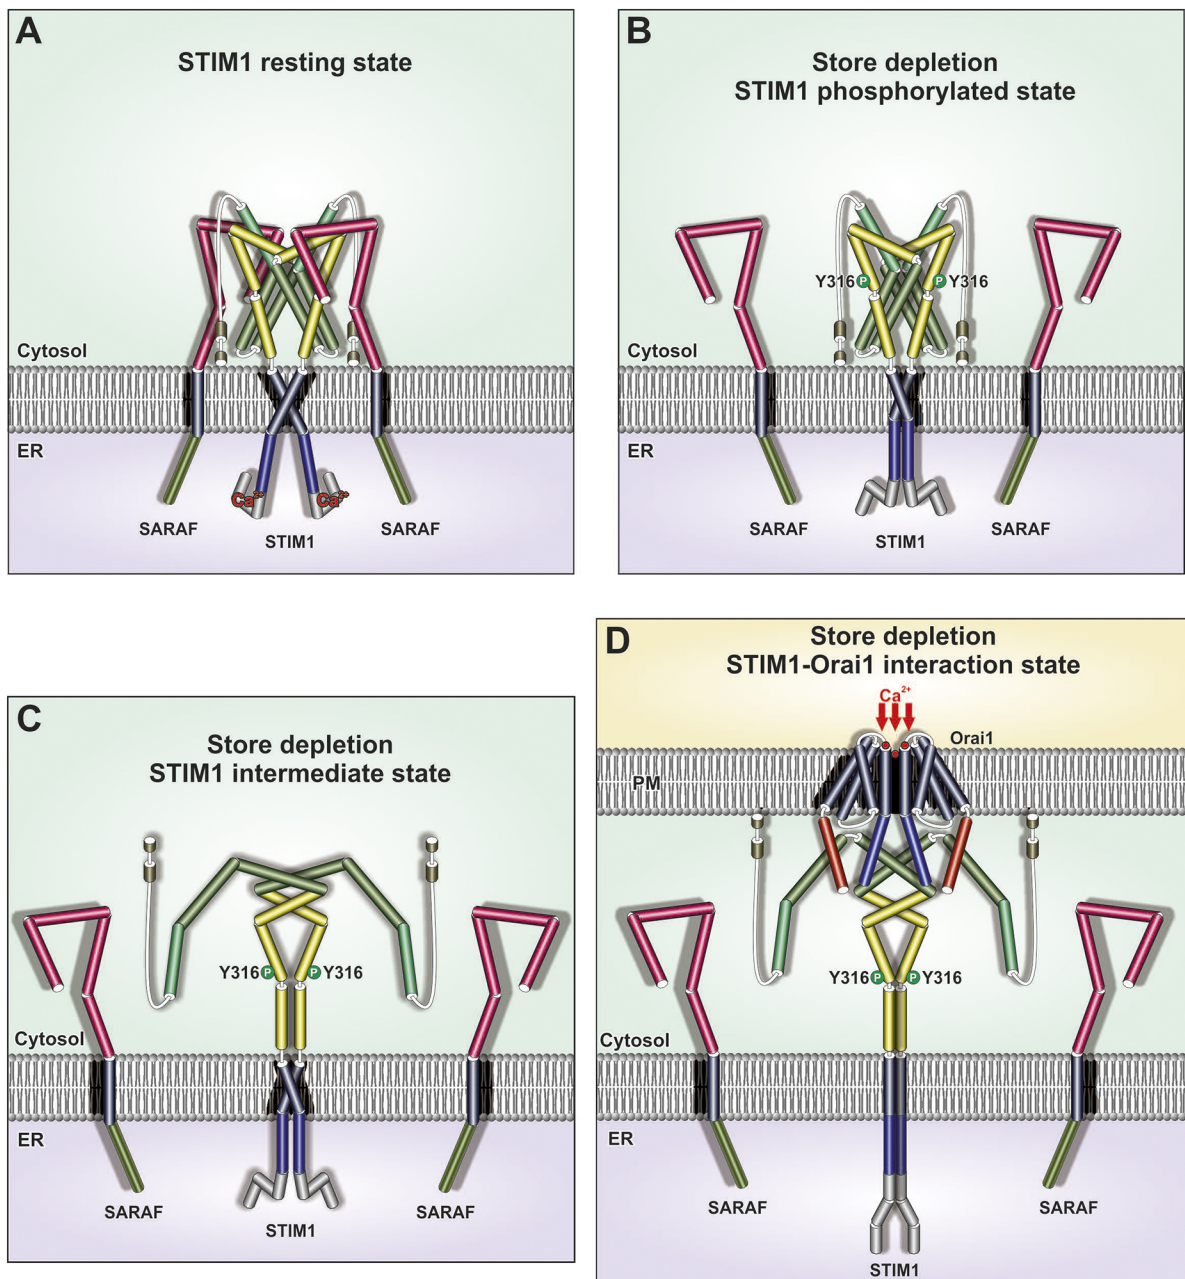 A
STIM1 resting state
Cytosol
ER
Ca2+
Ca2+
SARAF
STIM1
SARAF
B
Store depletion
STIM1 phosphorylated state
Y316
P
P
Y316
Cytosol
ER
SARAF
STIM1
SARAF
C
Store depletion
STIM1 intermediate state
Y316
P
P
Y316
Cytosol
ER
SARAF
STIM1
SARAF
D
Store depletion
STIM1-Orai1 interaction state
Ca2+
Orai1
PM
Y316
P
P
Y316
Cytosol
ER
SARAF
SARAF
STIM1